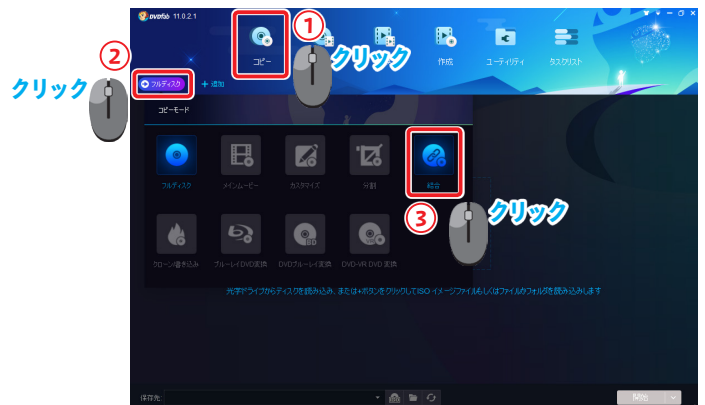 DVDFab 11.0.2.1
①
コピー
クリック
作成
ユーティリティ
タスクリスト
②
クリック
フルディスク
+ 追加
コピーモード
フルディスク
メインムービー
カスタマイズ
分割
結合
③
クリック
クローン/書き込み
ブルーレイDVD変換
DVDブルーレイ変換
DVD-VR DVD 変換
光学ドライブからディスクを読み込み、または+ボタンをクリックしてISO イメージファイルもしくはファイルかフォルダを読み込みします
保存先:
開始